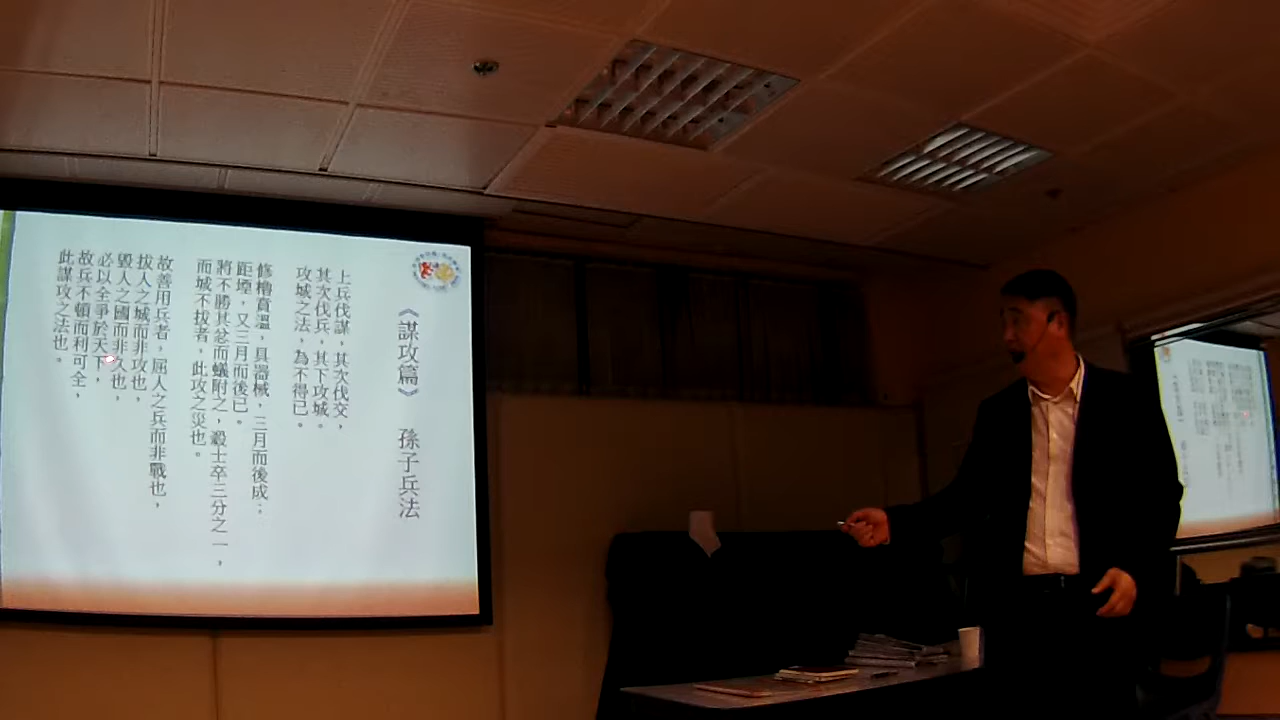 《謀攻篇》 孫子兵法
上兵伐謀，其次伐交，
其次伐兵，其下攻城。
攻城之法，為不得已。
修櫓轒轀，具器械，三月而後成；
距堙，又三月而後已。
將不勝其忿而蟻附之，殺士卒三分之一，
而城不拔者，此攻之災也。
故善用兵者，屈人之兵而非戰也，
拔人之城而非攻也，
毀人之國而非久也，
必以全爭於天下，
故兵不頓而利可全，
此謀攻之法也。